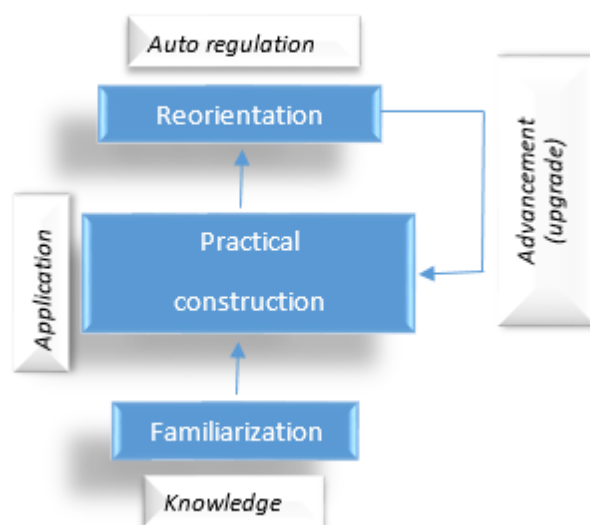 Auto regulation
Reorientation
Advancement
(upgrade)
Practical
construction
Application
Familiarization
Knowledge